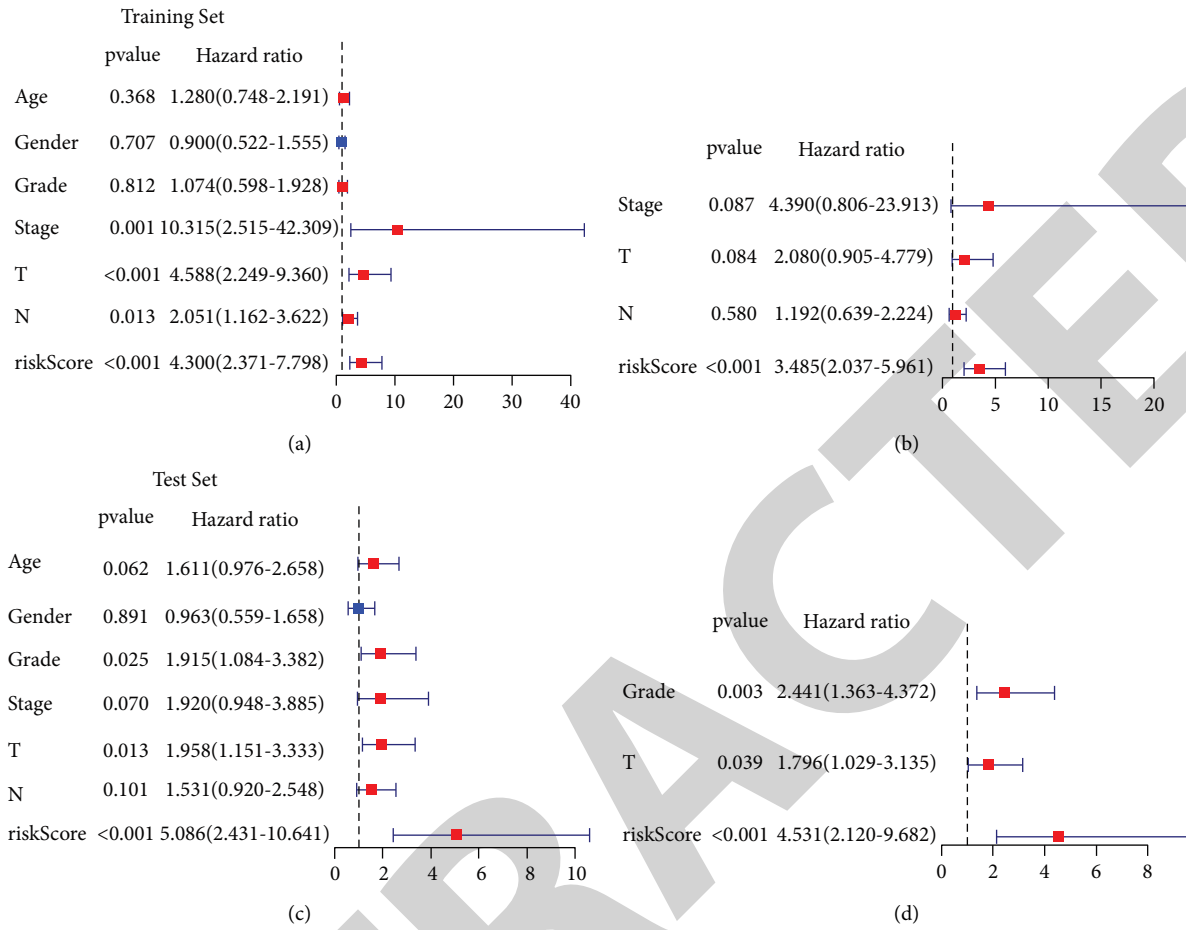 Training Set
pvalue Hazard ratio
Age 0.368 1.280(0.748-2.191)
Gender 0.707 0.900(0.522-1.555)
Grade 0.812 1.074(0.598-1.928)
Stage 0.001 10.315(2.515-42.309)
T <0.001 4.588(2.249-9.360)
N 0.013 2.051(1.162-3.622)
riskScore <0.001 4.300(2.371-7.798)
0 10 20 30 40
(a)
pvalue Hazard ratio
Stage 0.087 4.390(0.806-23.913)
T 0.084 2.080(0.905-4.779)
N 0.580 1.192(0.639-2.224)
riskScore <0.001 3.485(2.037-5.961)
0 5 10 15 20
(b)
Test Set
pvalue Hazard ratio
Age 0.062 1.611(0.976-2.658)
Gender 0.891 0.963(0.559-1.658)
Grade 0.025 1.915(1.084-3.382)
Stage 0.070 1.920(0.948-3.885)
T 0.013 1.958(1.151-3.333)
N 0.101 1.531(0.920-2.548)
riskScore <0.001 5.086(2.431-10.641)
0 2 4 6 8 10
(c)
pvalue Hazard ratio
Grade 0.003 2.441(1.363-4.372)
T 0.039 1.796(1.029-3.135)
riskScore <0.001 4.531(2.120-9.682)
0 2 4 6 8
(d)
RACTE